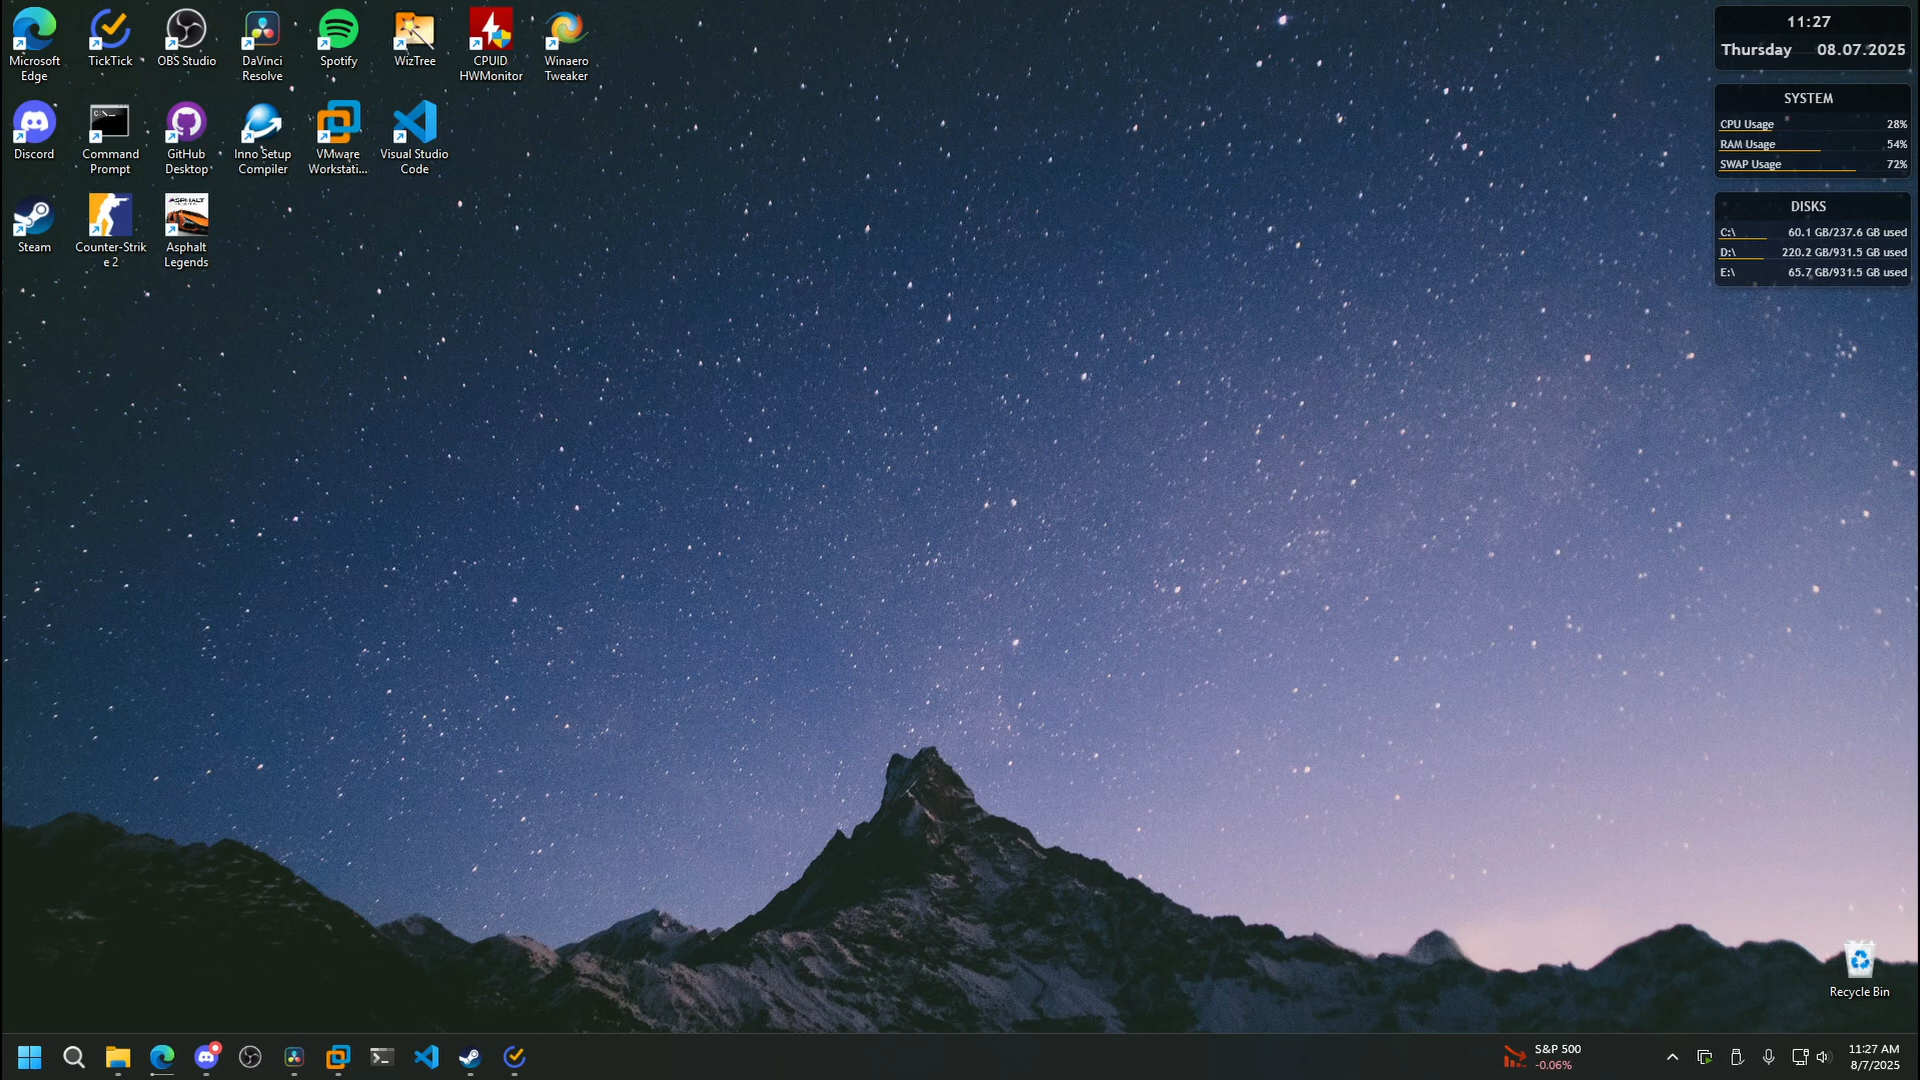 Microsoft
Edge
TickTick
OBS Studio
DaVinci
Resolve
Spotify
WizTree
CPUID
HWMonitor
Winaero
Tweaker
Discord
Command
Prompt
GitHub
Desktop
Inno Setup
Compiler
VMware
Workstati...
Visual Studio
Code
Steam
Counter-Strik
e 2
ASPHALT
Asphalt
Legends
11:27
Thursday 08.07.2025
SYSTEM
CPU Usage 28%
RAM Usage 54%
SWAP Usage 72%
DISKS
C:\ 60.1 GB/237.6 GB used
D:\ 220.2 GB/931.5 GB used
E:\ 65.7 GB/931.5 GB used
Recycle Bin
S&P 500
-0.06%
11:27 AM
8/7/2025